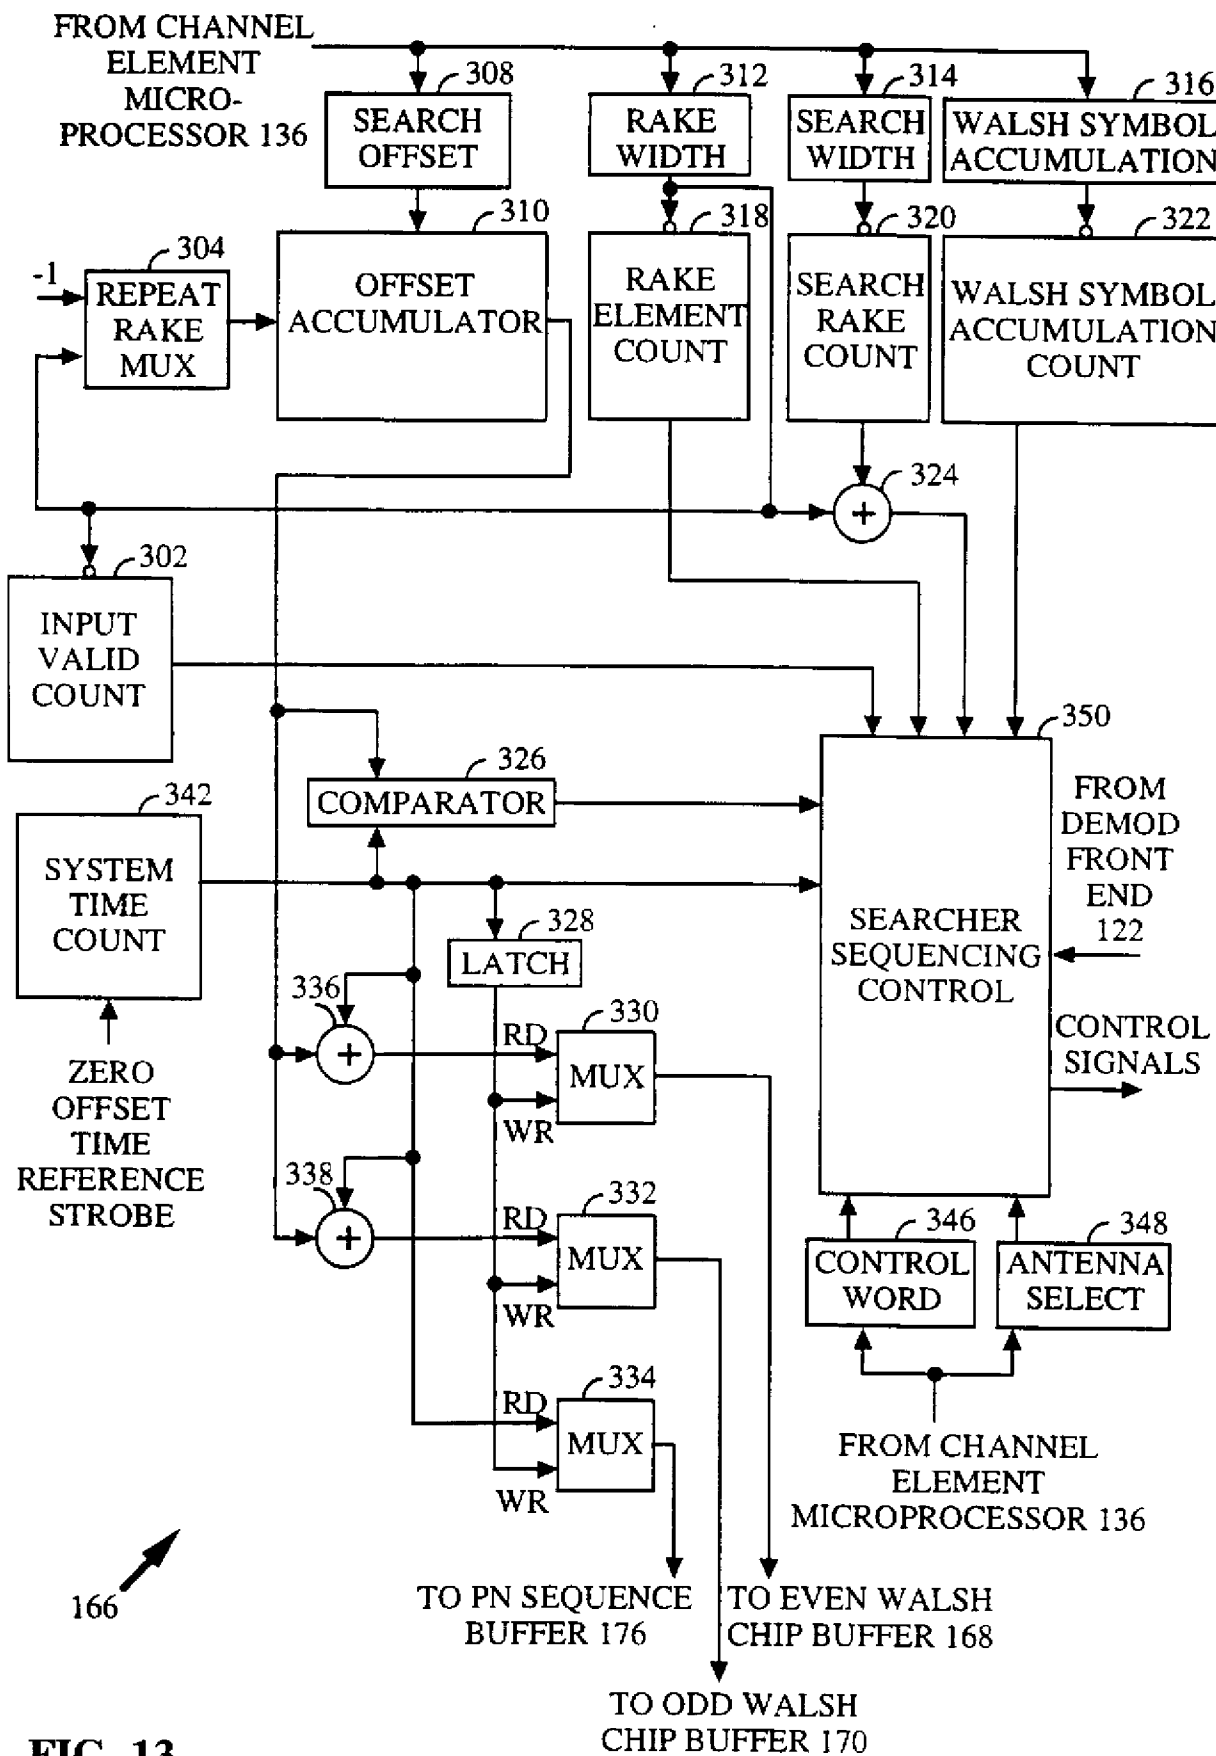 FROM CHANNEL
ELEMENT
MICRO-
PROCESSOR 136
308
312
314
316
SEARCH
OFFSET
RAKE
WIDTH
SEARCH
WIDTH
WALSH SYMBOL
ACCUMULATION
310
318
320
322
304
-1
REPEAT
RAKE
MUX
OFFSET
ACCUMULATOR
RAKE
ELEMENT
COUNT
SEARCH
RAKE
COUNT
WALSH SYMBOL
ACCUMULATION
COUNT
324
+
302
INPUT
VALID
COUNT
350
326
COMPARATOR
342
SYSTEM
TIME
COUNT
FROM
DEMOD
FRONT
END
122
SEARCHER
SEQUENCING
CONTROL
328
LATCH
336
+
RD
330
MUX
WR
CONTROL
SIGNALS
ZERO
OFFSET
TIME
REFERENCE
STROBE
338
+
RD
332
MUX
WR
346
348
CONTROL
WORD
ANTENNA
SELECT
RD
334
MUX
WR
FROM CHANNEL
ELEMENT
MICROPROCESSOR 136
166
TO PN SEQUENCE
BUFFER 176
TO EVEN WALSH
CHIP BUFFER 168
TO ODD WALSH
CHIP BUFFER 170
FIG. 13